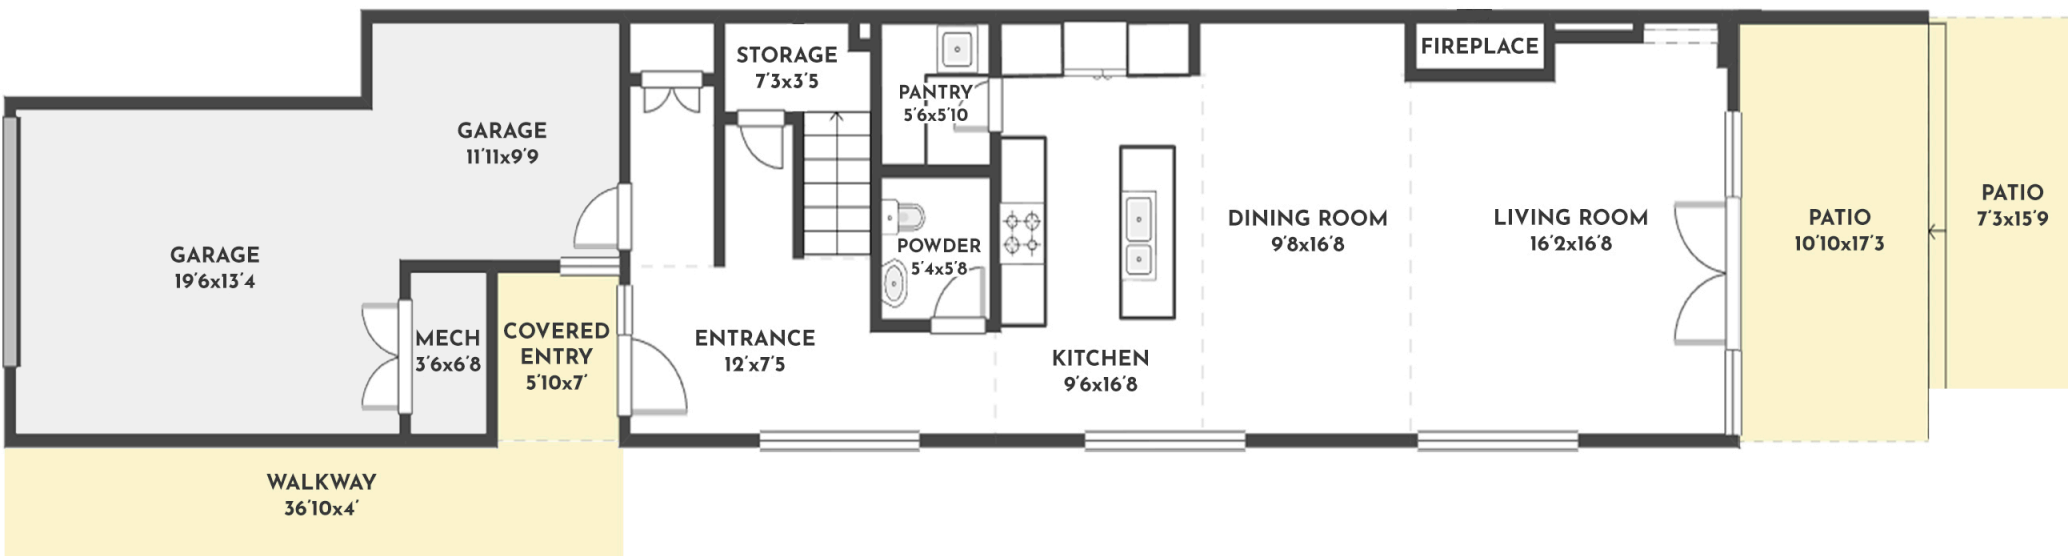 GARAGE
19'6x13'4
GARAGE
11'11x9'9
MECH
3'6x6'8
COVERED
ENTRY
5'10x7'
WALKWAY
36'10x4'
STORAGE
7'3x3'5
ENTRANCE
12'x7'5
PANTRY
5'6x5'10
POWDER
5'4x5'8
KITCHEN
9'6x16'8
DINING ROOM
9'8x16'8
FIREPLACE
LIVING ROOM
16'2x16'8
PATIO
10'10x17'3
PATIO
7'3x15'9